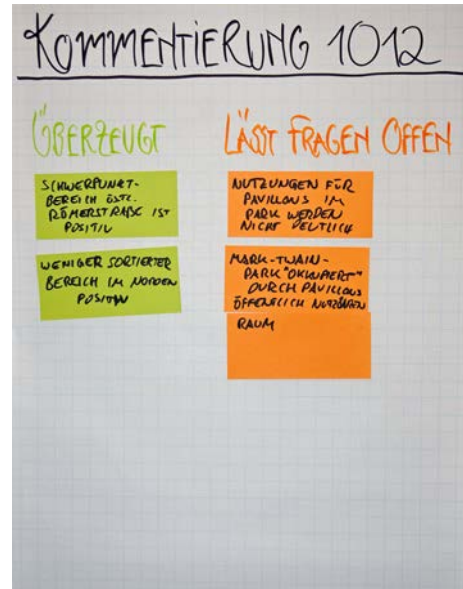 KOMMENTIERUNG 1012
ÜBERZEUGT
SCHWERPUNKT-
BEREICH ÖSTL.
RÖMERSTRAßE IST
POSITIV
WENIGER SORTIERTER
BEREICH IM NORDEN
POSITIV
LÄSST FRAGEN OFFEN
NUTZUNGEN FÜR
PAVILLONS IM
PARK WERDEN
NICHT DEUTLICH
MARK-TWAIN-
PARK "OKKUPIERT"
DURCH PAVILLONS
ÖFFENTLICH NUTZBAREN
RAUM